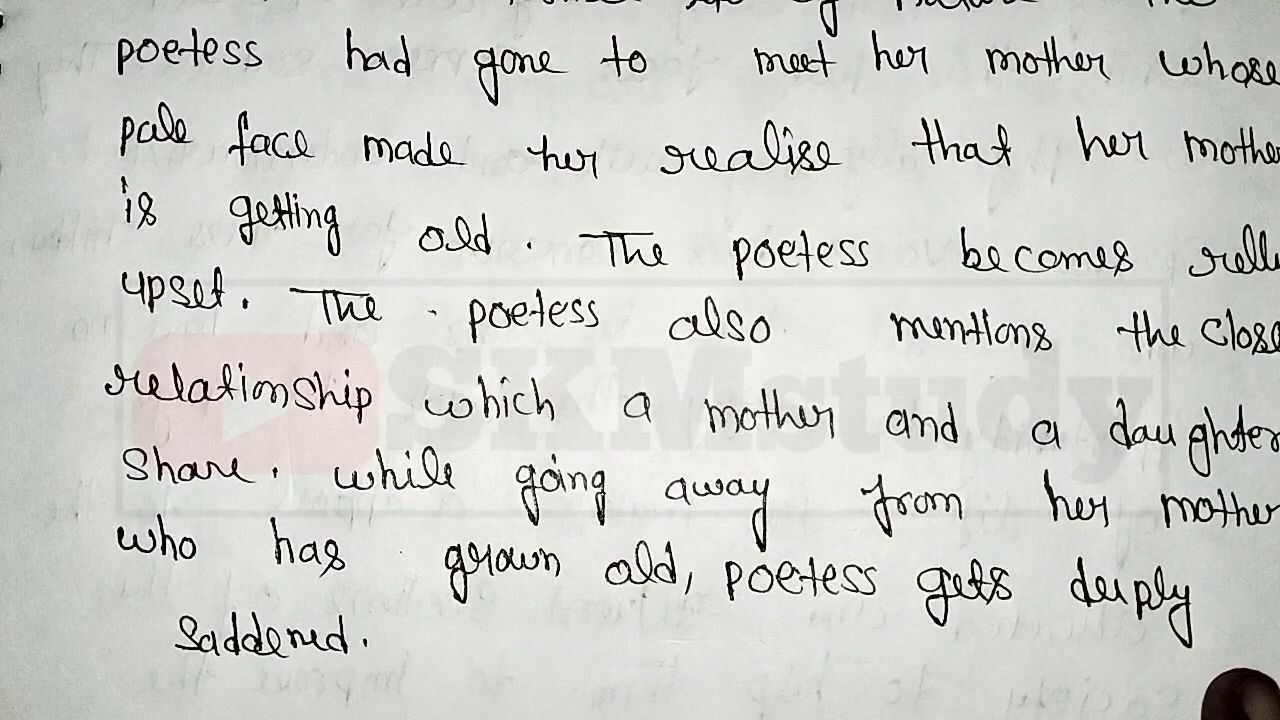 poetess had gone to meet her mother whose
pale face made her realise that her mother
is getting old. The poetess becomes
upset. The poetess also mentions the close
relationship which a mother and a daughter
share. while going away from her mother
who has grown old, poetess gets deeply
saddened.
SKMstudy